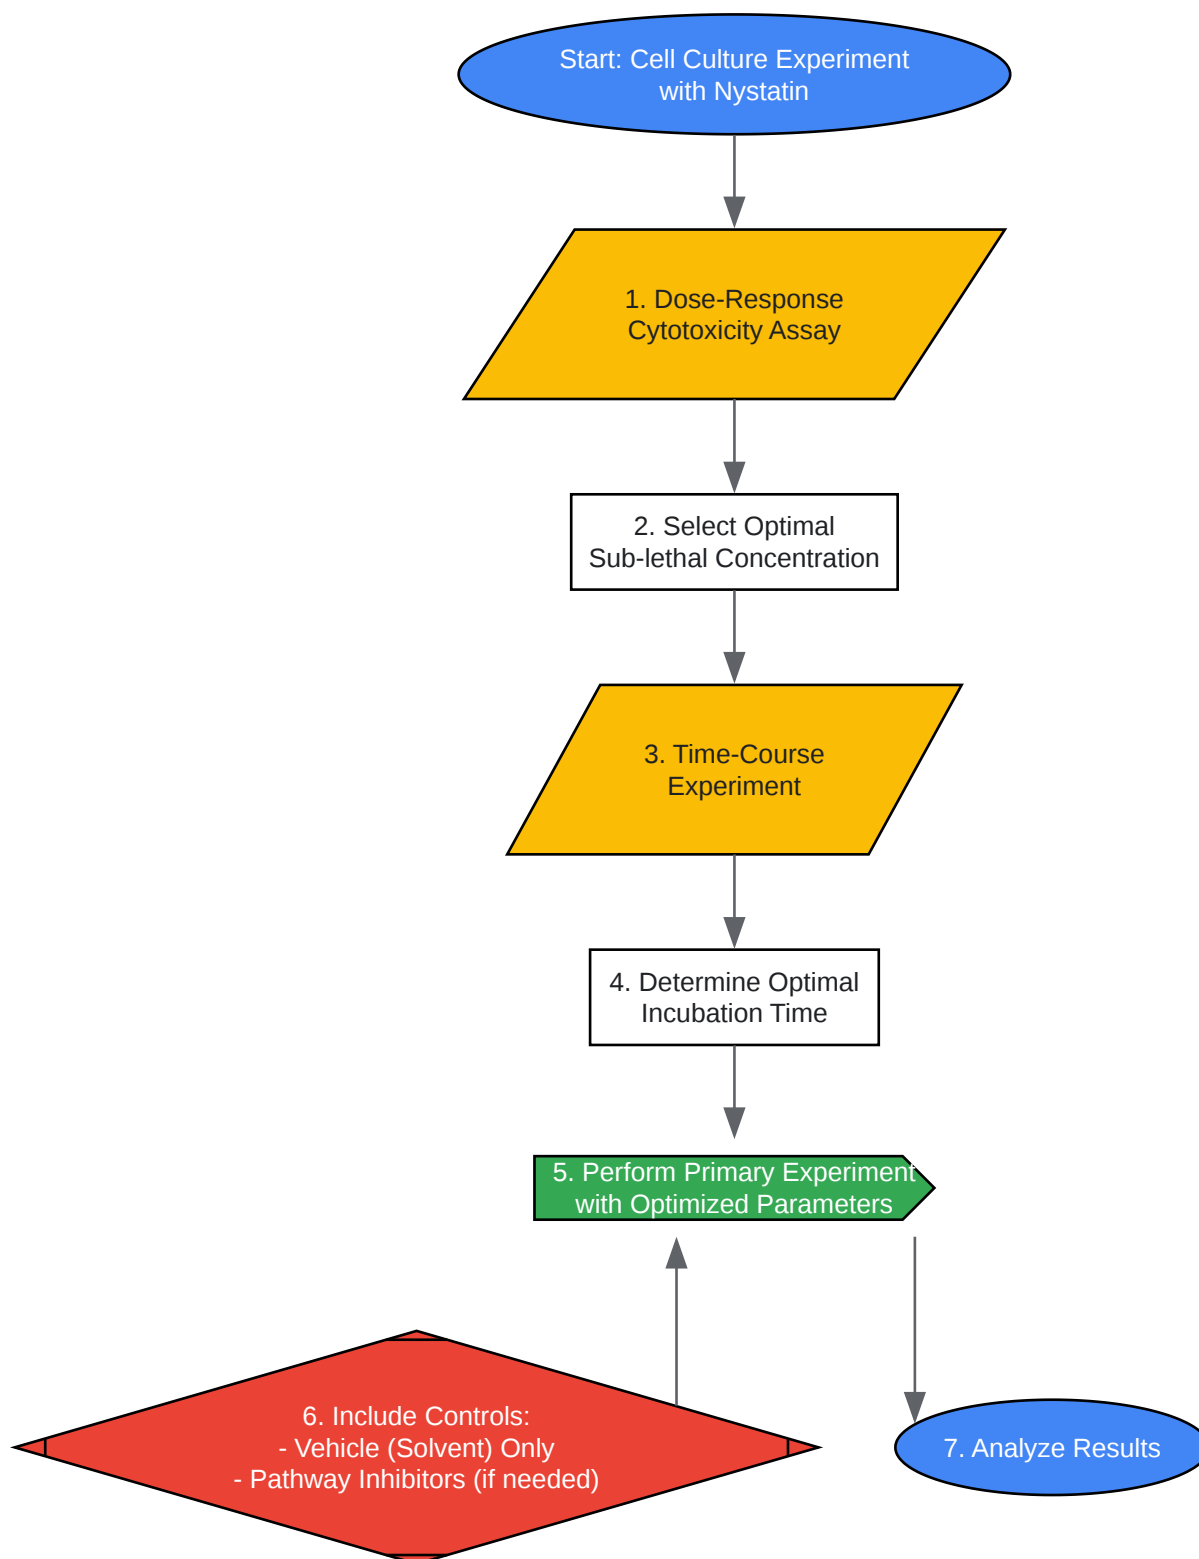 Start: Cell Culture Experiment
with Nystatin
1. Dose-Response
Cytotoxicity Assay
2. Select Optimal
Sub-lethal Concentration
3. Time-Course
Experiment
4. Determine Optimal
Incubation Time
5. Perform Primary Experiment
with Optimized Parameters
6. Include Controls:
- Vehicle (Solvent) Only
- Pathway Inhibitors (if needed)
7. Analyze Results